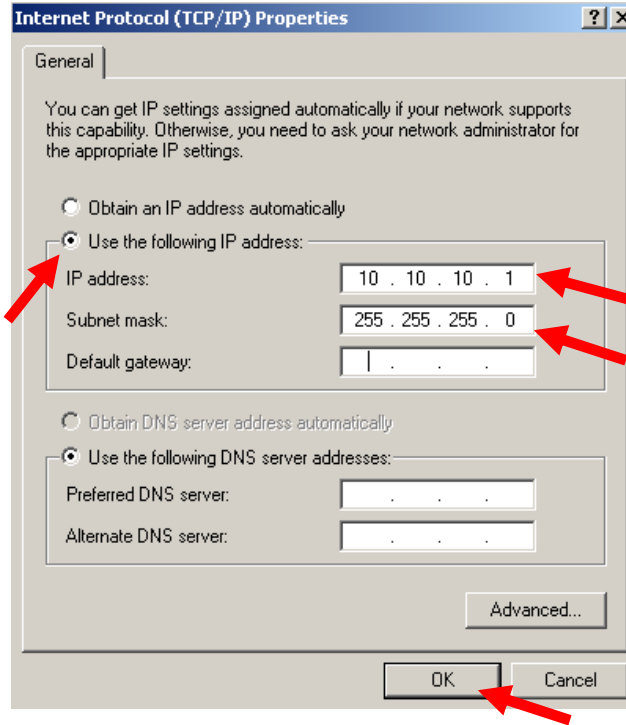 Internet Protocol (TCP/IP) Properties ? X
General
You can get IP settings assigned automatically if your network supports
this capability. Otherwise, you need to ask your network administrator for
the appropriate IP settings.
Obtain an IP address automatically
Use the following IP address:
IP address: 10 . 10 . 10 . 1
Subnet mask: 255 . 255 . 255 . 0
Default gateway: . . .
Obtain DNS server address automatically
Use the following DNS server addresses:
Preferred DNS server: . . .
Alternate DNS server: . . .
Advanced...
OK Cancel